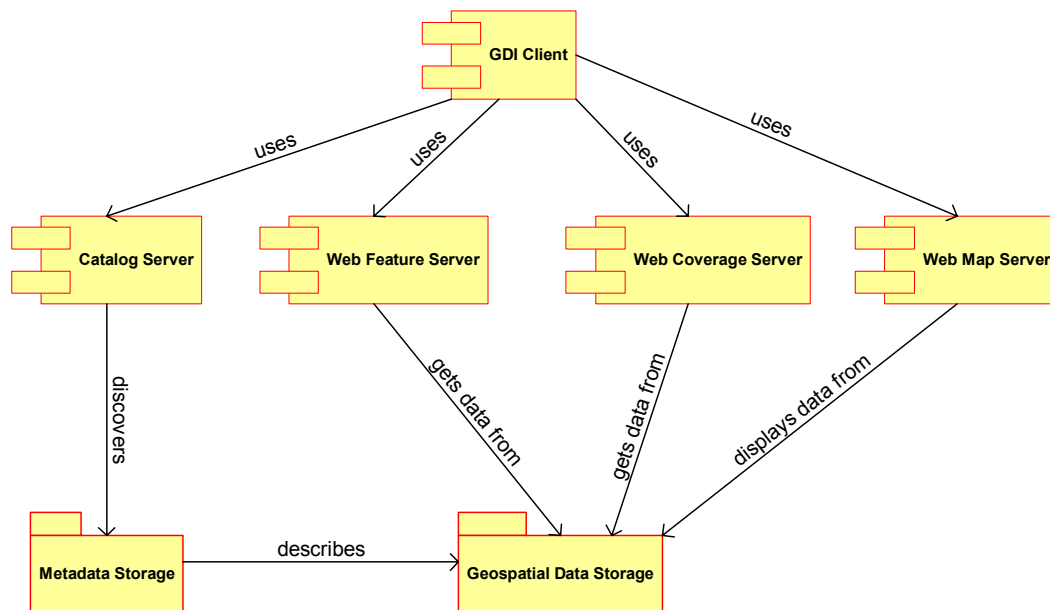 GDI Client
uses
uses
uses
uses
Catalog Server
Web Feature Server
Web Coverage Server
Web Map Server
discovers
gets data from
gets data from
displays data from
Metadata Storage
describes
Geospatial Data Storage